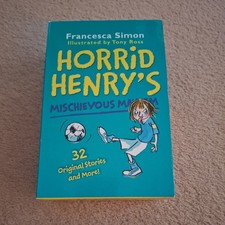 Francesca Simon
Illustrated by Tony Ross
HORRID
HENRY'S
MISCHIEVOUS
32
Original Stories
and More!